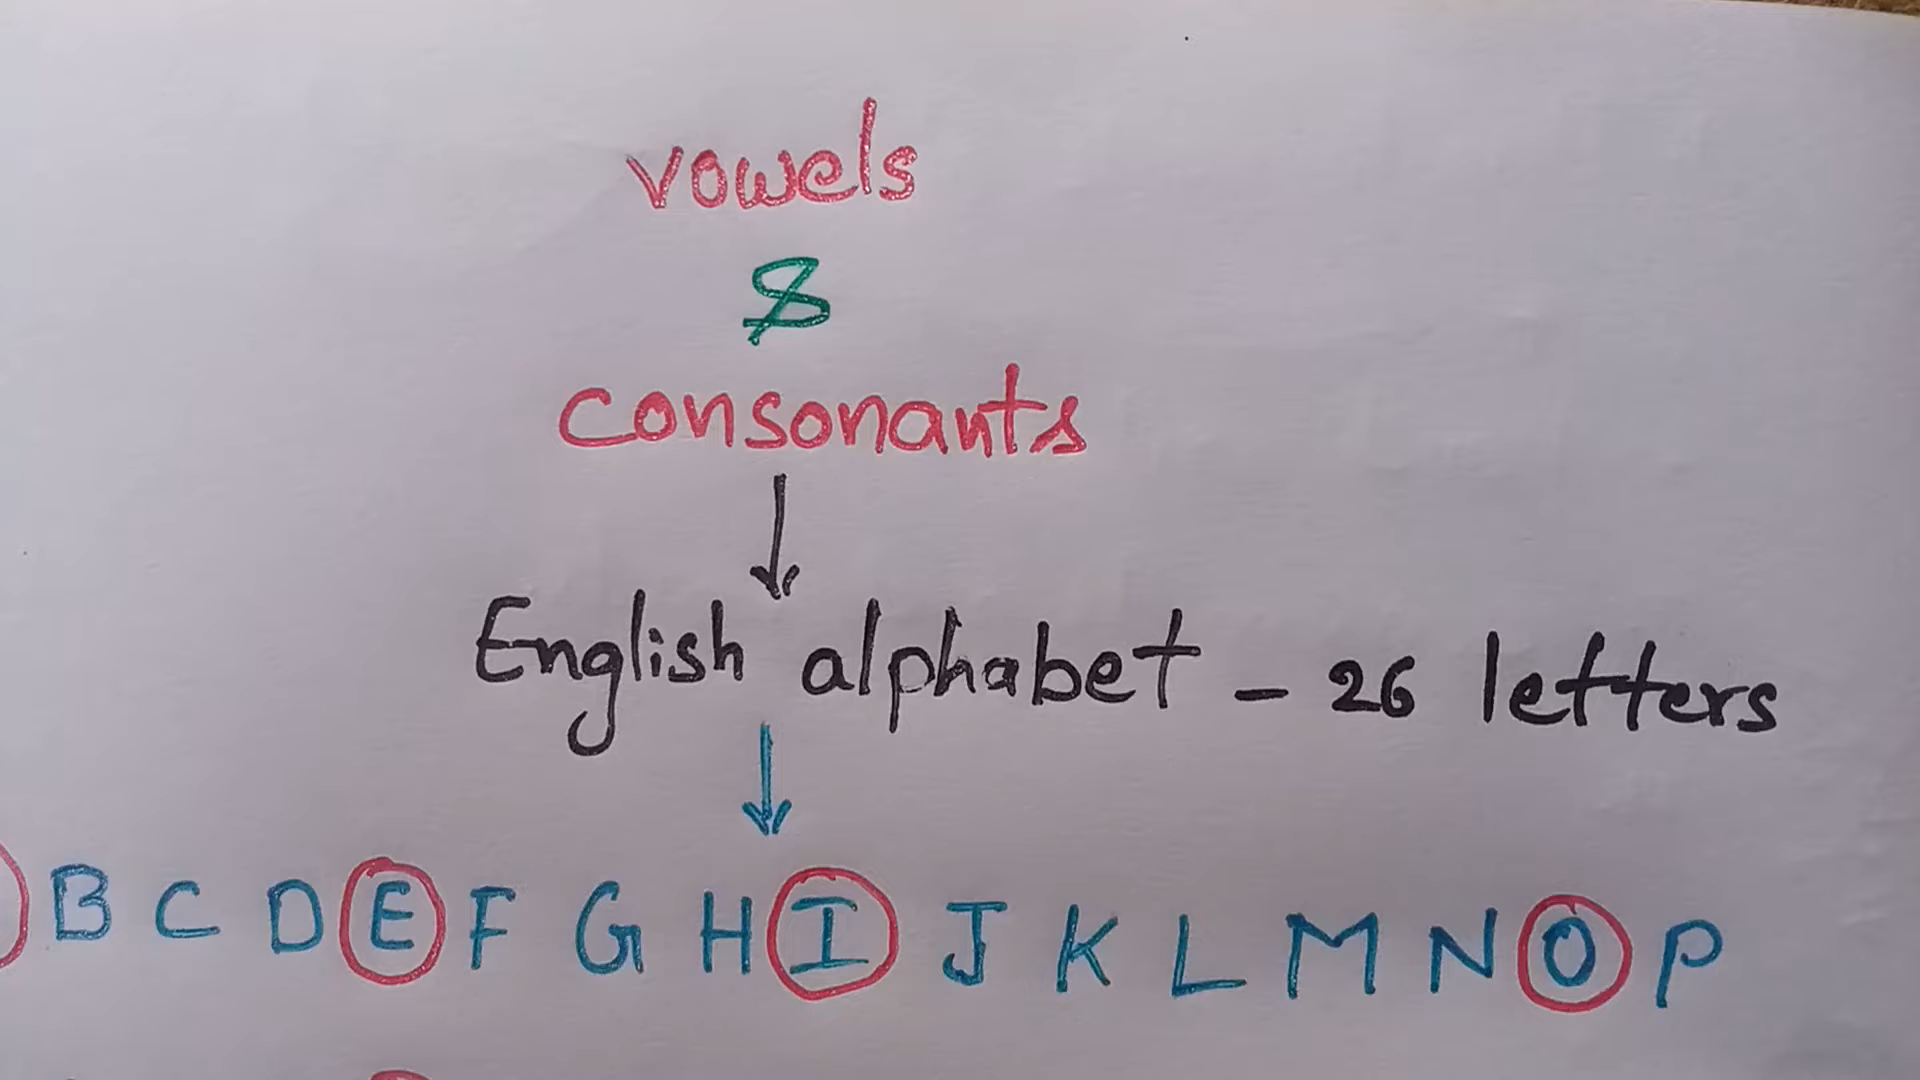 vowels
&
consonants
English alphabet - 26 letters
B C D E F G H I J K L M N O P